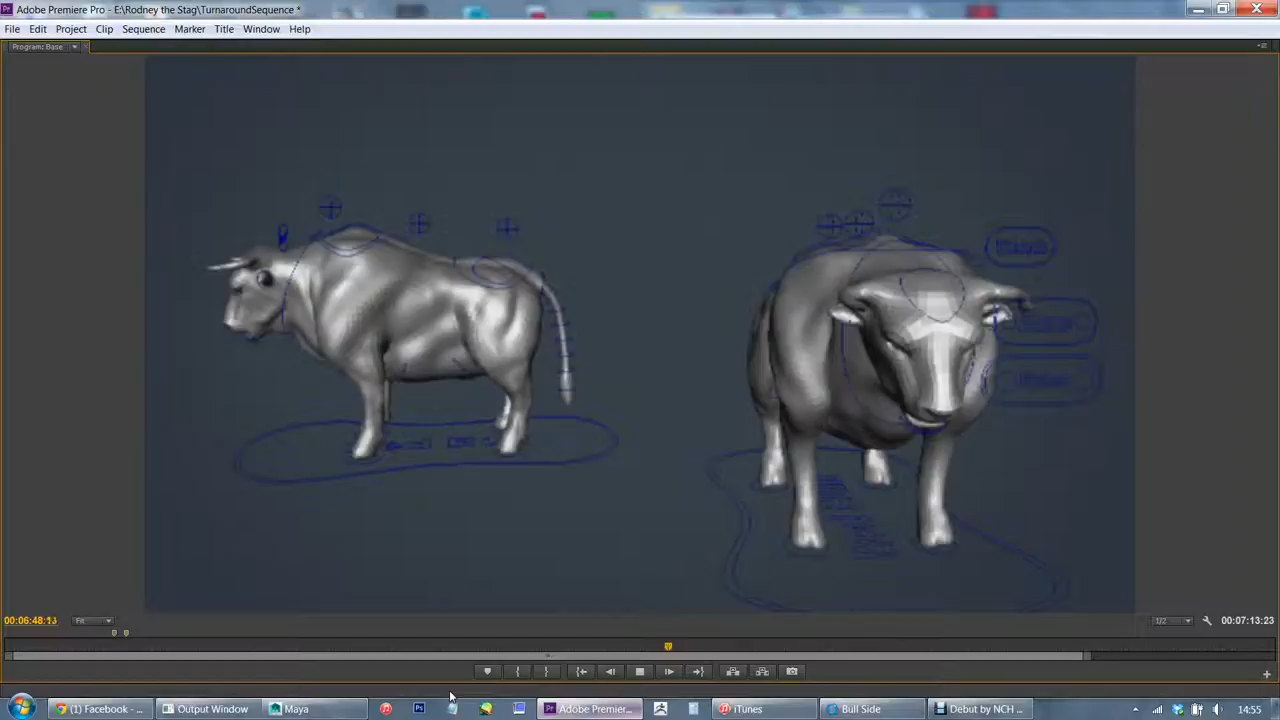 Adobe Premiere Pro - E:\Rodney the Stag\TurnaroundSequence *
File Edit Project Clip Sequence Marker Title Window Help
Program: Base
00:06:48:13 Fit 1/2 00:07:13:23
(1) Facebook - ... Output Window Maya Adobe Premier... iTunes Bull Side Debut by NCH ... 14:55